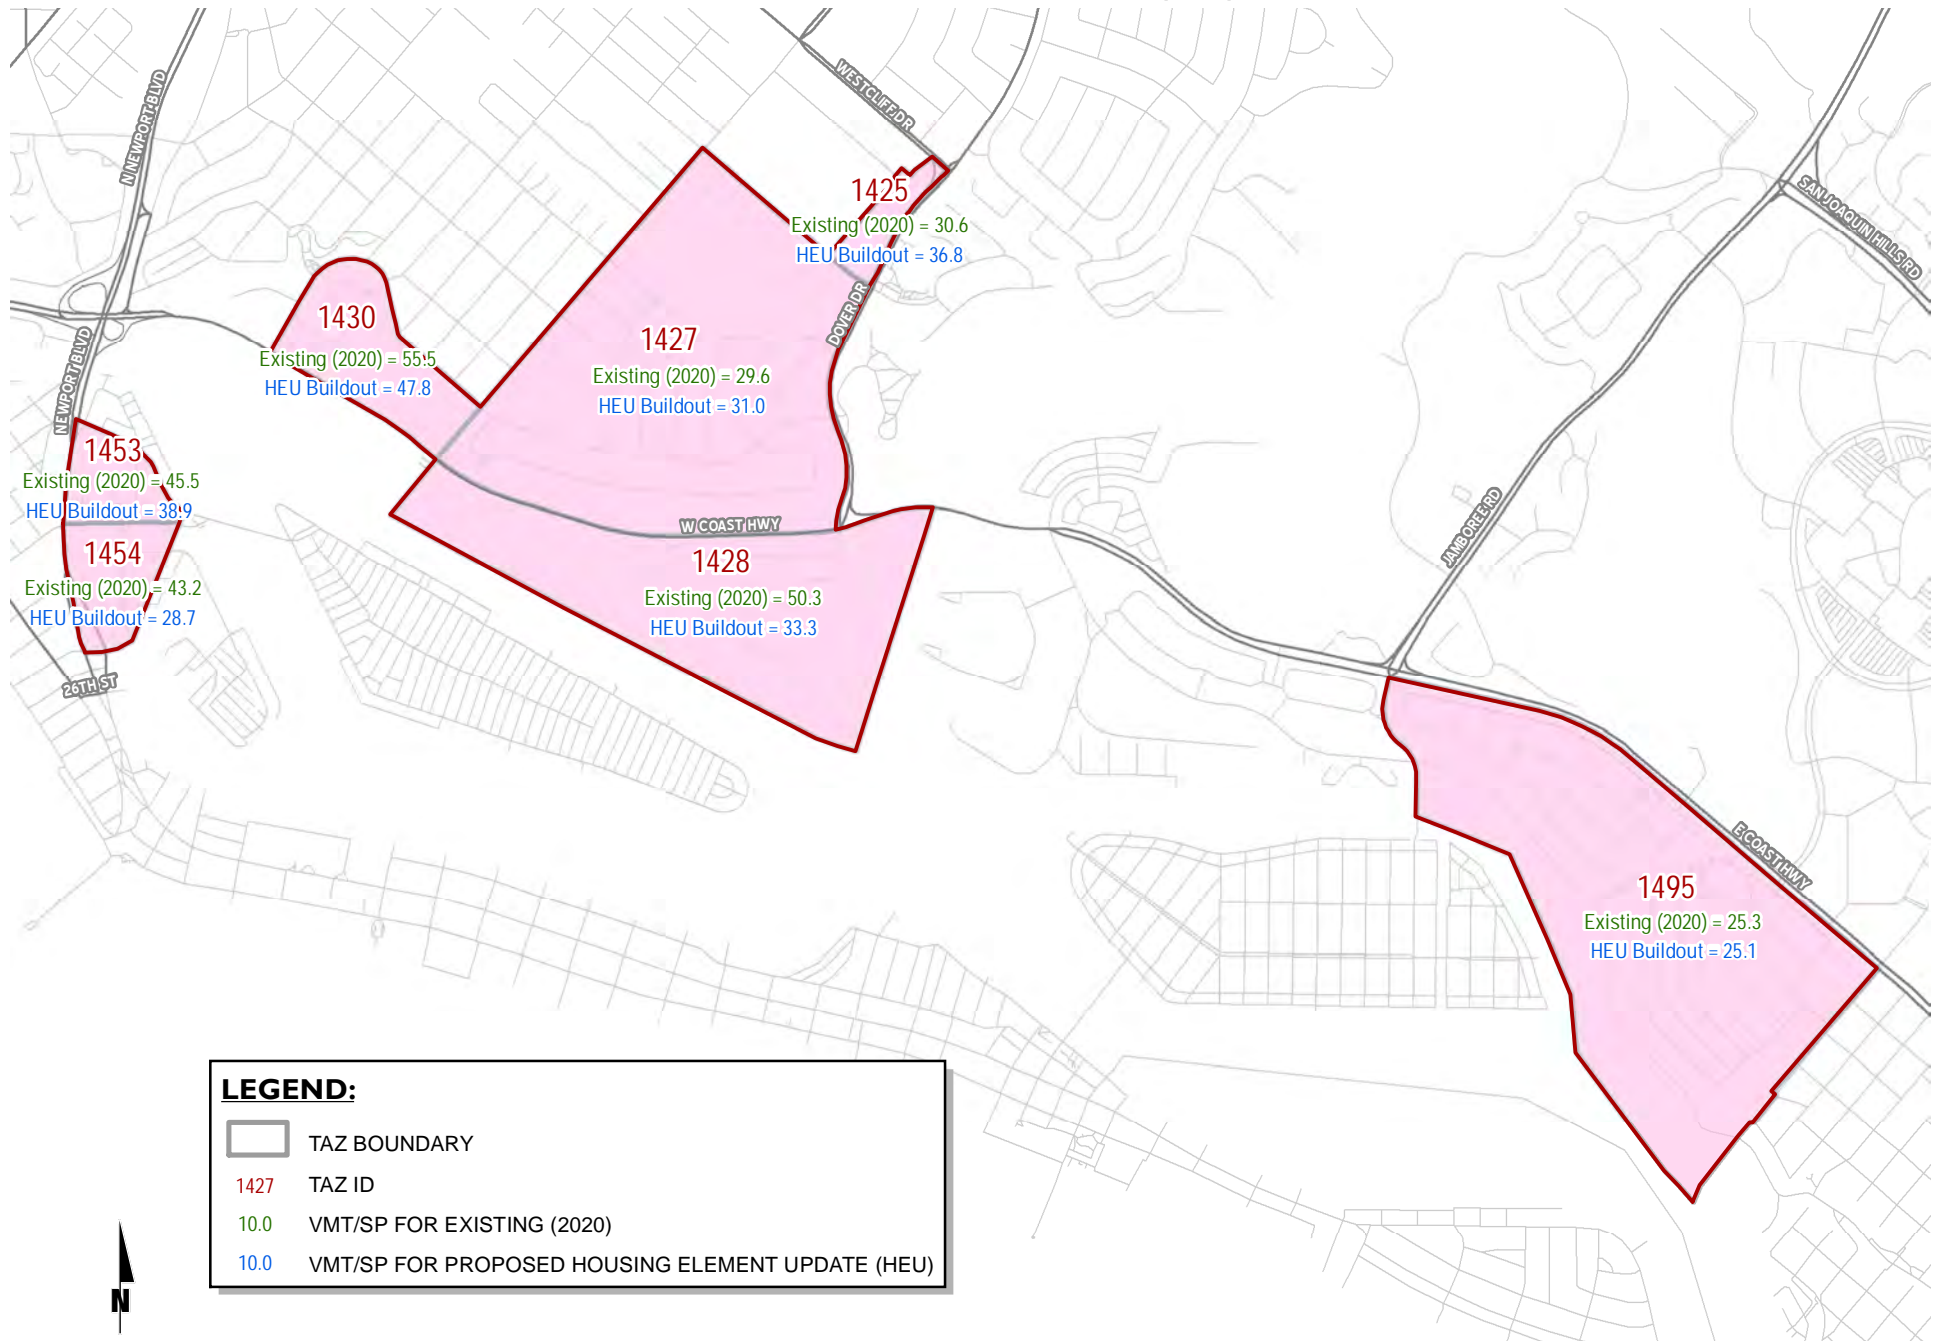 WESTCLIFF DR
N NEWPORT BLVD
1425
Existing (2020) = 30.6
HEU Buildout = 36.8
SAN JOAQUIN HILLS RD
DOVER DR
1430
Existing (2020) = 55.5
HEU Buildout = 47.8
1427
Existing (2020) = 29.6
HEU Buildout = 31.0
NEWPORT BLVD
1453
Existing (2020) = 45.5
HEU Buildout = 38.9
W COAST HWY
JAMBOREE RD
1454
Existing (2020) = 43.2
HEU Buildout = 28.7
1428
Existing (2020) = 50.3
HEU Buildout = 33.3
26TH ST
E COAST HWY
1495
Existing (2020) = 25.3
HEU Buildout = 25.1
LEGEND:
TAZ BOUNDARY
1427 TAZ ID
10.0 VMT/SP FOR EXISTING (2020)
10.0 VMT/SP FOR PROPOSED HOUSING ELEMENT UPDATE (HEU)
N